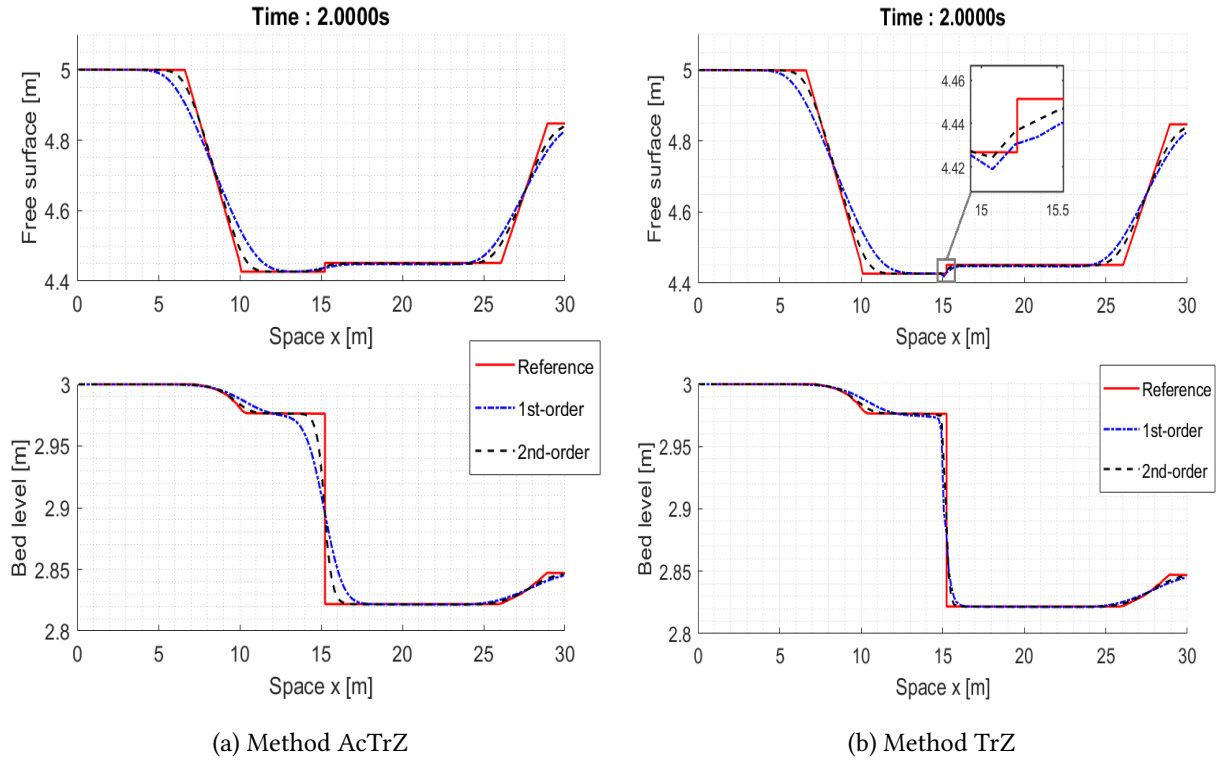 Time : 2.0000s
Free surface [m]
5
4.8
4.6
4.4
0 5 10 15 20 25 30
Space x [m]
Bed level [m]
3
2.95
2.9
2.85
2.8
0 5 10 15 20 25 30
Space x [m]
Reference
1st-order
2nd-order
(a) Method AcTrZ
Time : 2.0000s
Free surface [m]
5
4.8
4.6
4.4
0 5 10 15 20 25 30
Space x [m]
4.46
4.44
4.42
15 15.5
Bed level [m]
3
2.95
2.9
2.85
2.8
0 5 10 15 20 25 30
Space x [m]
Reference
1st-order
2nd-order
(b) Method TrZ